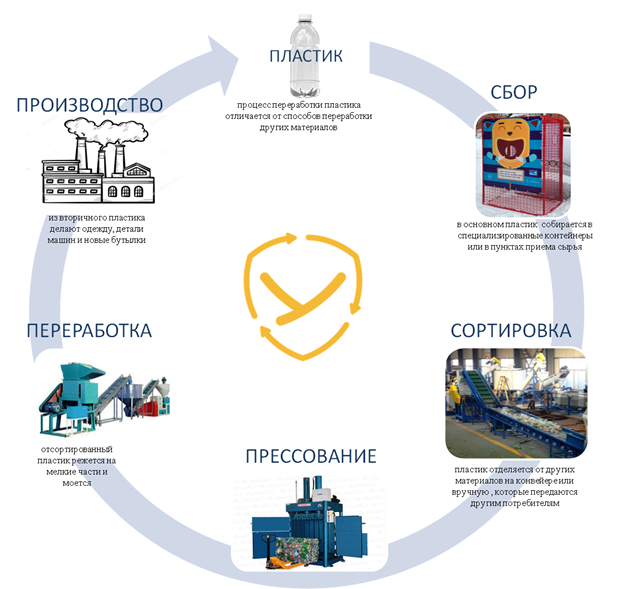 ПЛАСТИК
процесс переработки пластика
отличается от способов переработки
других материалов
СБОР
в основном пластик собирается в
специализированные контейнеры
или в пунктах приема сырья
СОРТИРОВКА
пластик отделяется от других
материалов на конвейере или
вручную , которые передаются
другим потребителям
ПРЕССОВАНИЕ
ПЕРЕРАБОТКА
отсортированный
пластик режется на
мелкие части и
моется
ПРОИЗВОДСТВО
из вторичного пластика
делают одежду, детали
машин и новые бутылки